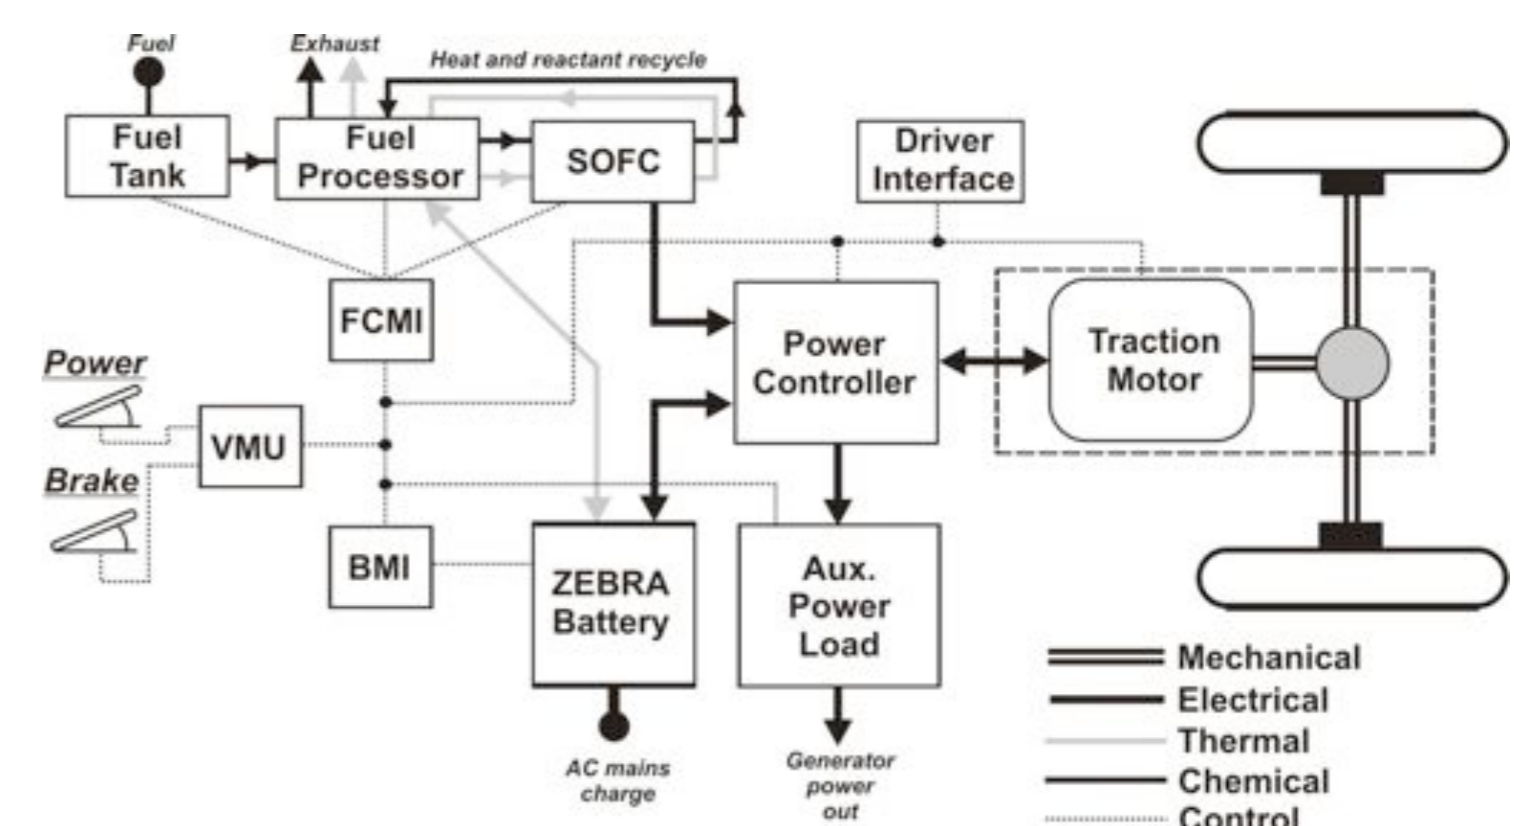 Fuel
Exhaust
Heat and reactant recycle
Fuel
Tank
Fuel
Processor
SOFC
Driver
Interface
FCMI
Power
Controller
Traction
Motor
Power
VMU
Brake
BMI
ZEBRA
Battery
Aux.
Power
Load
AC mains
charge
Generator
power
out
Mechanical
Electrical
Thermal
Chemical
Control